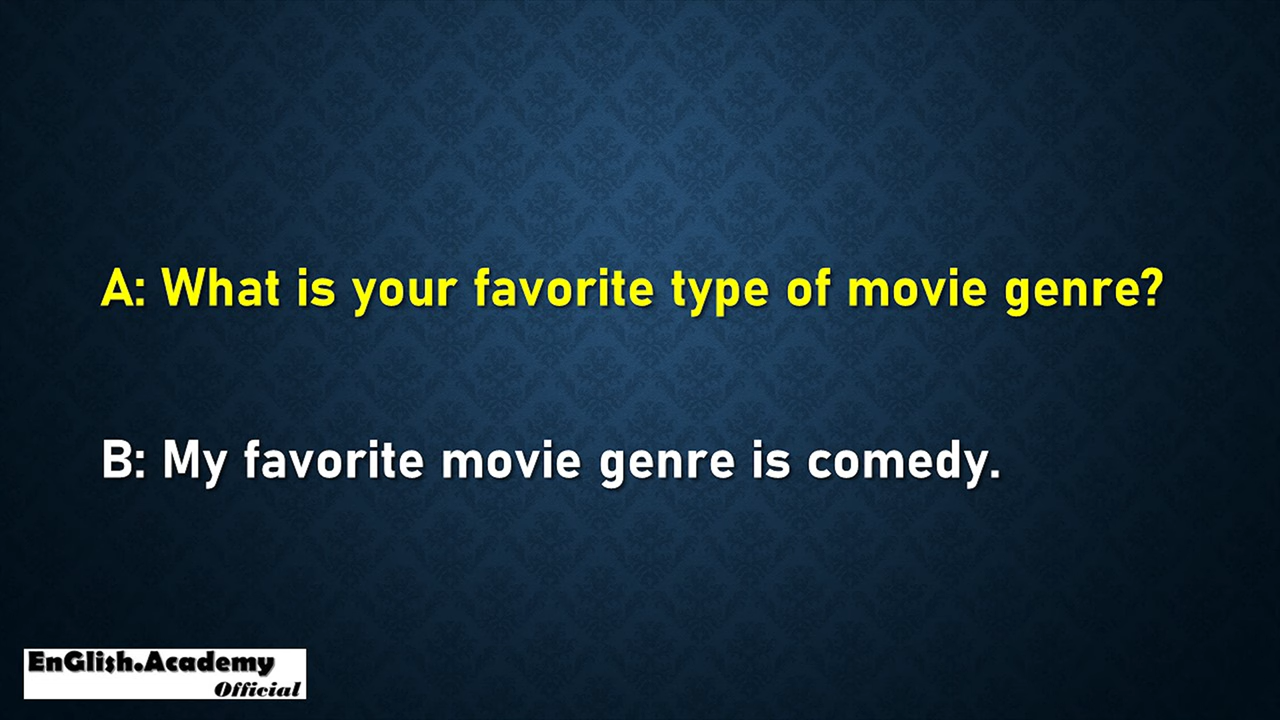 A: What is your favorite type of movie genre?
B: My favorite movie genre is comedy.
EnGlish.Academy
Official